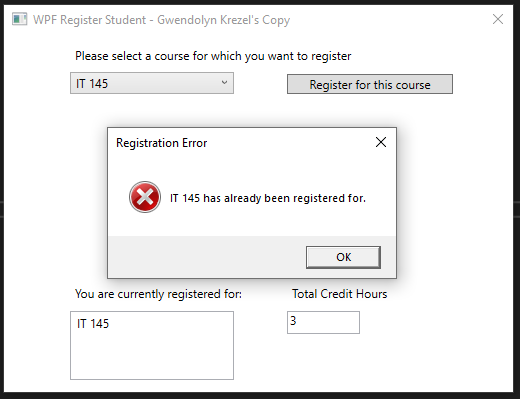 WPF Register Student - Gwendolyn Krezel's Copy
Please select a course for which you want to register
IT 145
Register for this course
Registration Error
IT 145 has already been registered for.
OK
You are currently registered for:
Total Credit Hours
IT 145
3